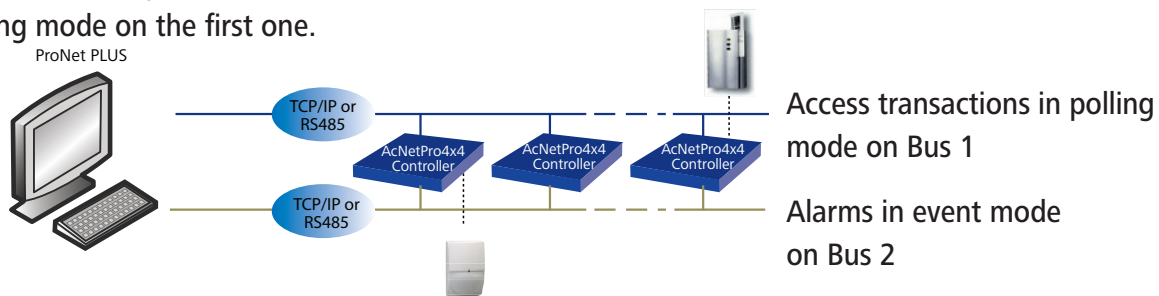 ng mode on the first one.
ProNet PLUS
TCP/IP or
RS485
Access transactions in polling
mode on Bus 1
AcNetPro4x4
Controller
AcNetPro4x4
Controller
AcNetPro4x4
Controller
TCP/IP or
RS485
Alarms in event mode
on Bus 2